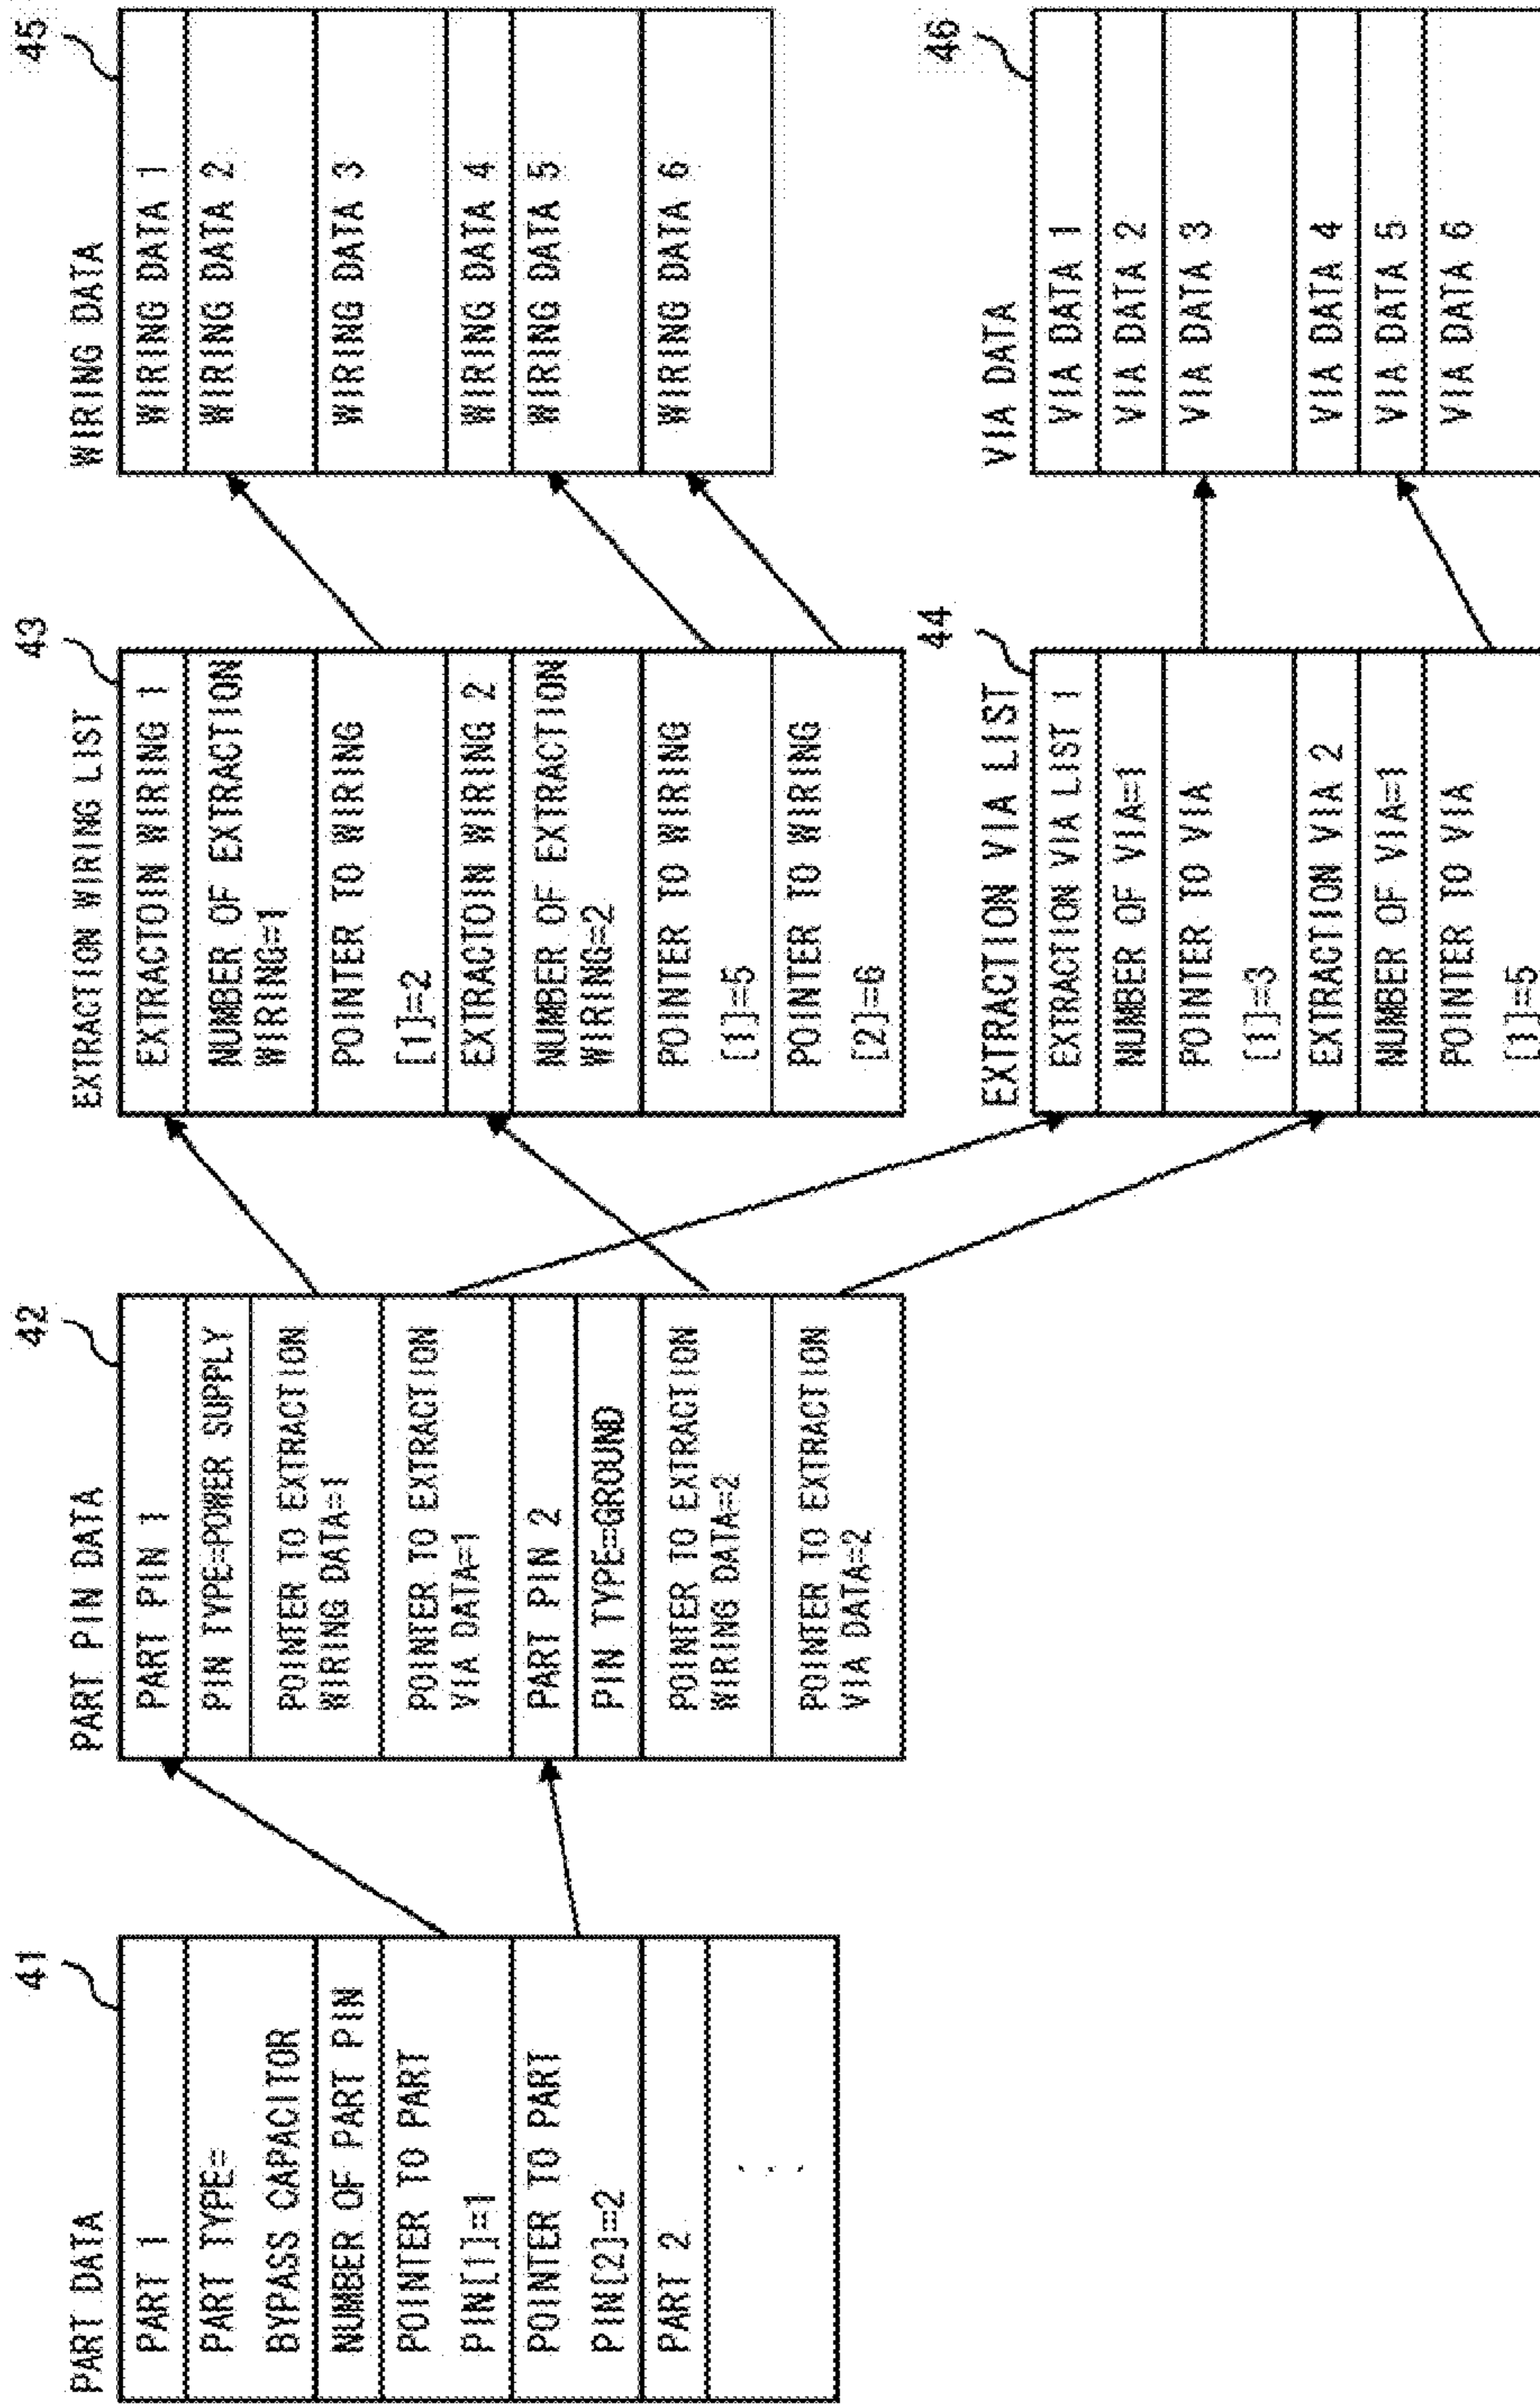 PART DATA
41
PART 1
PART TYPE=
BYPASS CAPACITOR
NUMBER OF PART PIN
POINTER TO PART
PIN[1]=1
POINTER TO PART
PIN[2]=2
PART 2
...
PART PIN DATA
42
PART PIN 1
PIN TYPE=POWER SUPPLY
POINTER TO EXTRACTION
WIRING DATA=1
POINTER TO EXTRACTION
VIA DATA=1
PART PIN 2
PIN TYPE=GROUND
POINTER TO EXTRACTION
WIRING DATA=2
POINTER TO EXTRACTION
VIA DATA=2
EXTRACTION WIRING LIST
43
EXTRACTOIN WIRING 1
NUMBER OF EXTRACTION
WIRING=1
POINTER TO WIRING
[1]=2
EXTRACTOIN WIRING 2
NUMBER OF EXTRACTION
WIRING=2
POINTER TO WIRING
[1]=5
POINTER TO WIRING
[2]=6
EXTRACTION VIA LIST
44
EXTRACTION VIA LIST 1
NUMBER OF VIA=1
POINTER TO VIA
[1]=3
EXTRACTION VIA 2
NUMBER OF VIA=1
POINTER TO VIA
[1]=5
WIRING DATA
45
WIRING DATA 1
WIRING DATA 2
WIRING DATA 3
WIRING DATA 4
WIRING DATA 5
WIRING DATA 6
VIA DATA
46
VIA DATA 1
VIA DATA 2
VIA DATA 3
VIA DATA 4
VIA DATA 5
VIA DATA 6